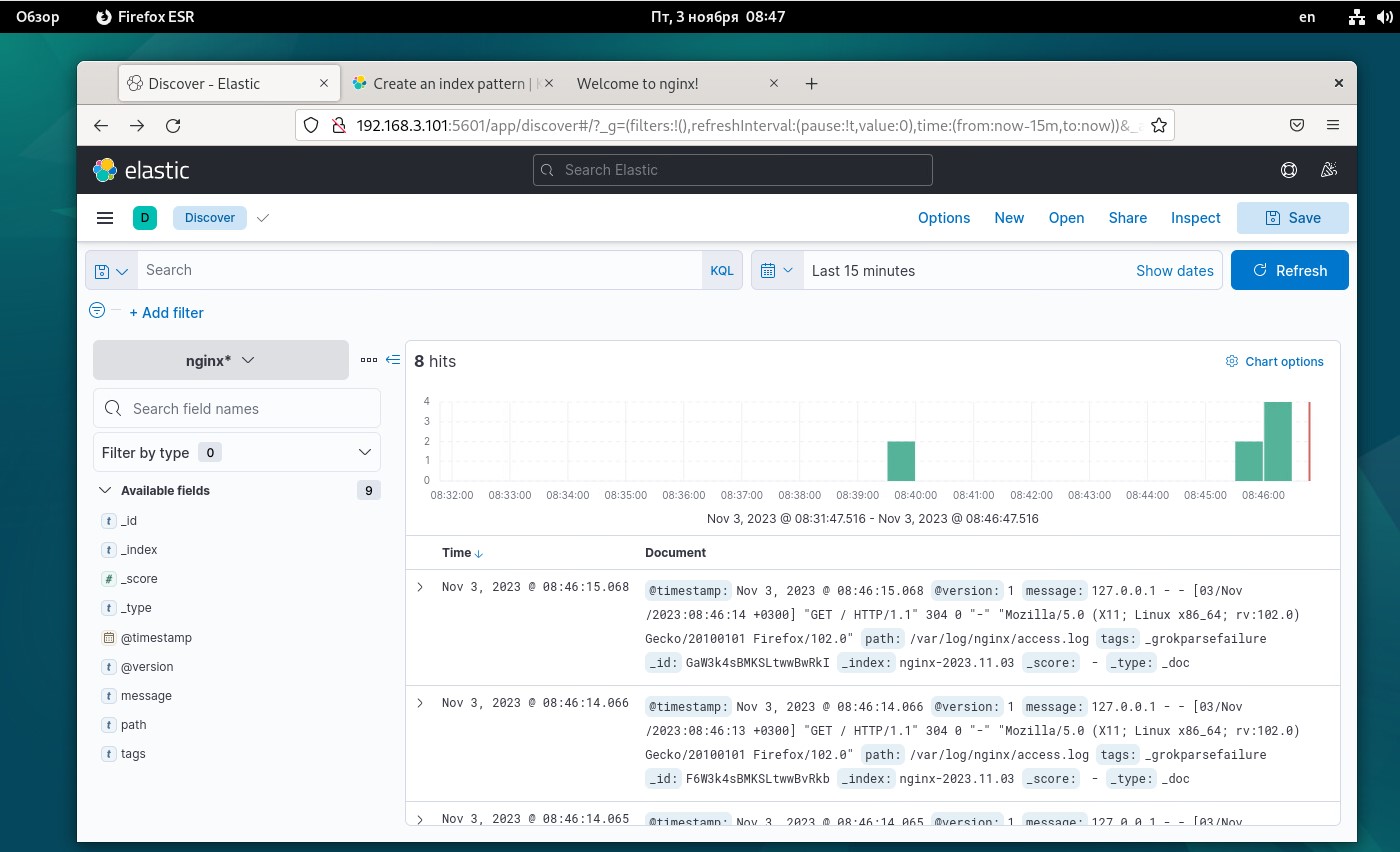 Обзор Firefox ESR Пт, 3 ноября 08:47 en
Discover - Elastic Create an index pattern | Welcome to nginx!
192.168.3.101:5601/app/discover#/?_g=(filters:!(),refreshInterval:(pause:!t,value:0),time:(from:now-15m,to:now))&_
elastic Search Elastic
D Discover Options New Open Share Inspect Save
Search KQL Last 15 minutes Show dates Refresh
+ Add filter
nginx*
Search field names
Filter by type 0
Available fields 9
t _id
t _index
# _score
t _type
@timestamp
t @version
t message
t path
t tags
8 hits Chart options
4
3
2
1
0
08:32:00 08:33:00 08:34:00 08:35:00 08:36:00 08:37:00 08:38:00 08:39:00 08:40:00 08:41:00 08:42:00 08:43:00 08:44:00 08:45:00 08:46:00
Nov 3, 2023 @ 08:31:47.516 - Nov 3, 2023 @ 08:46:47.516
Time Document
Nov 3, 2023 @ 08:46:15.068 @timestamp: Nov 3, 2023 @ 08:46:15.068 @version: 1 message: 127.0.0.1 - - [03/Nov
/2023:08:46:14 +0300] "GET / HTTP/1.1" 304 0 "-" "Mozilla/5.0 (X11; Linux x86_64; rv:102.0)
Gecko/20100101 Firefox/102.0" path: /var/log/nginx/access.log tags: _grokparsefailure
_id: GaW3k4sBMKSLtwwBwRkI _index: nginx-2023.11.03 _score: - _type: _doc
Nov 3, 2023 @ 08:46:14.066 @timestamp: Nov 3, 2023 @ 08:46:14.066 @version: 1 message: 127.0.0.1 - - [03/Nov
/2023:08:46:13 +0300] "GET / HTTP/1.1" 304 0 "-" "Mozilla/5.0 (X11; Linux x86_64; rv:102.0)
Gecko/20100101 Firefox/102.0" path: /var/log/nginx/access.log tags: _grokparsefailure
_id: F6W3k4sBMKSLtwwBvRkb _index: nginx-2023.11.03 _score: - _type: _doc
Nov 3, 2023 @ 08:46:14.065 @timestamp: Nov 3, 2023 @ 08:46:14.065 @version: 1 message: 127.0.0.1 - - [03/Nov